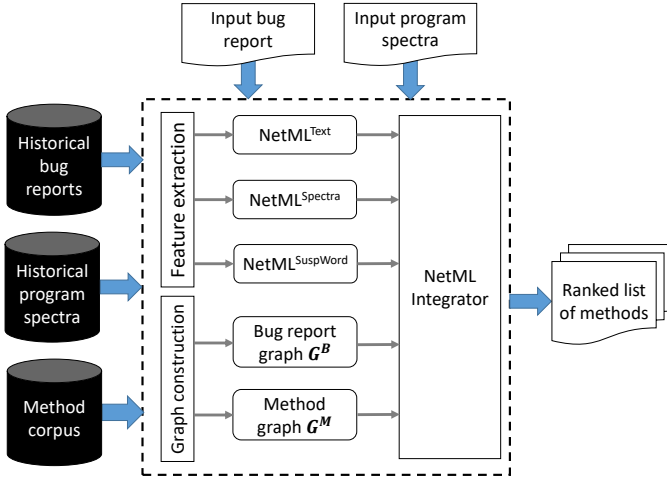 Input bug
report
Input program
spectra
Historical
bug
reports
Historical
program
spectra
Method
corpus
Feature extraction
Graph construction
NetML^Text
NetML^Spectra
NetML^SuspWord
Bug report
graph G^B
Method
graph G^M
NetML
Integrator
Ranked list
of methods